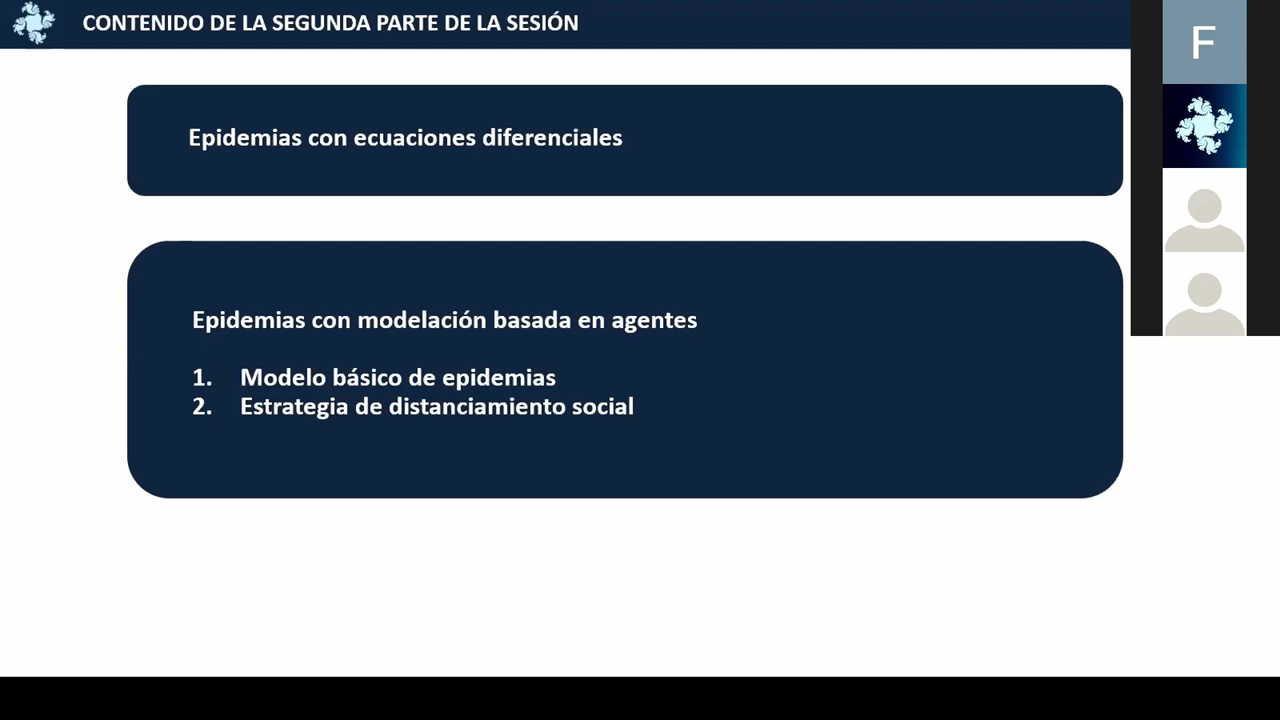 CONTENIDO DE LA SEGUNDA PARTE DE LA SESIÓN
F
Epidemias con ecuaciones diferenciales
Epidemias con modelación basada en agentes
1. Modelo básico de epidemias
2. Estrategia de distanciamiento social